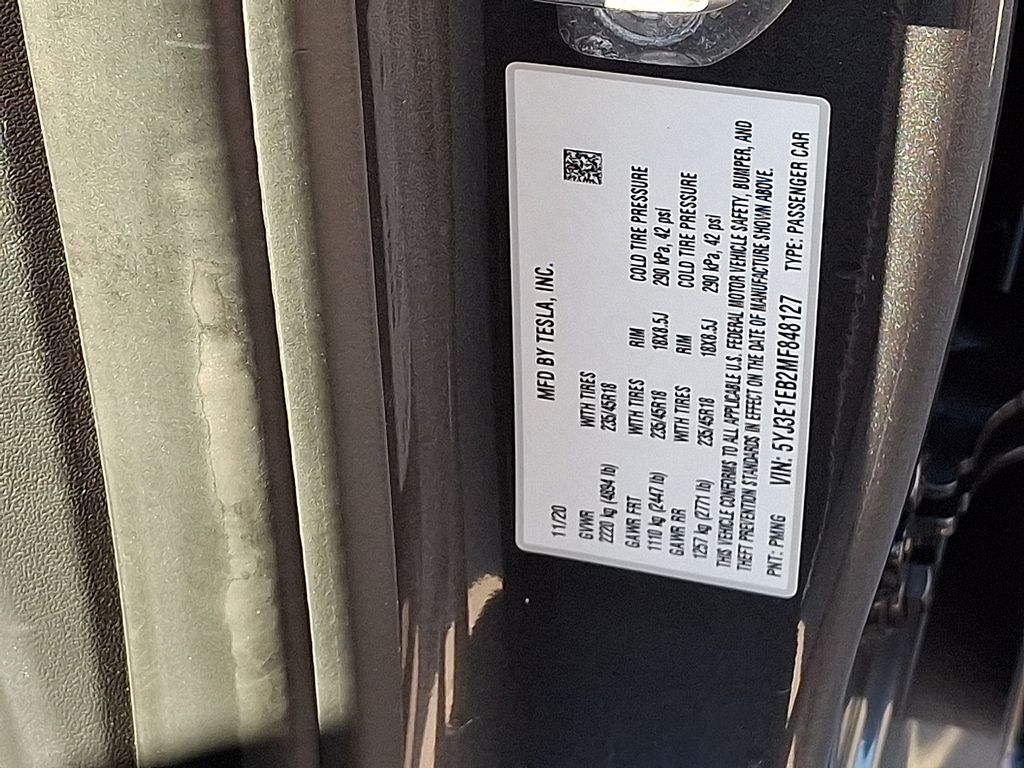 MFD BY TESLA, INC.
11/20
GVWR WITH TIRES RIM COLD TIRE PRESSURE
2220 kg (4894 lb) 235/45R18
GAWR FRT WITH TIRES RIM COLD TIRE PRESSURE
1110 kg (2447 lb) 235/45R18 18X8.5J 290 kPa, 42 psi
GAWR RR WITH TIRES RIM COLD TIRE PRESSURE
1257 kg (2771 lb) 235/45R18 18X8.5J 290 kPa, 42 psi
THIS VEHICLE CONFORMS TO ALL APPLICABLE U.S. FEDERAL MOTOR VEHICLE SAFETY, BUMPER, AND
THEFT PREVENTION STANDARDS IN EFFECT ON THE DATE OF MANUFACTURE SHOWN ABOVE.
PNT: PMNG VIN: 5YJ3E1EB2MF848127 TYPE: PASSENGER CAR